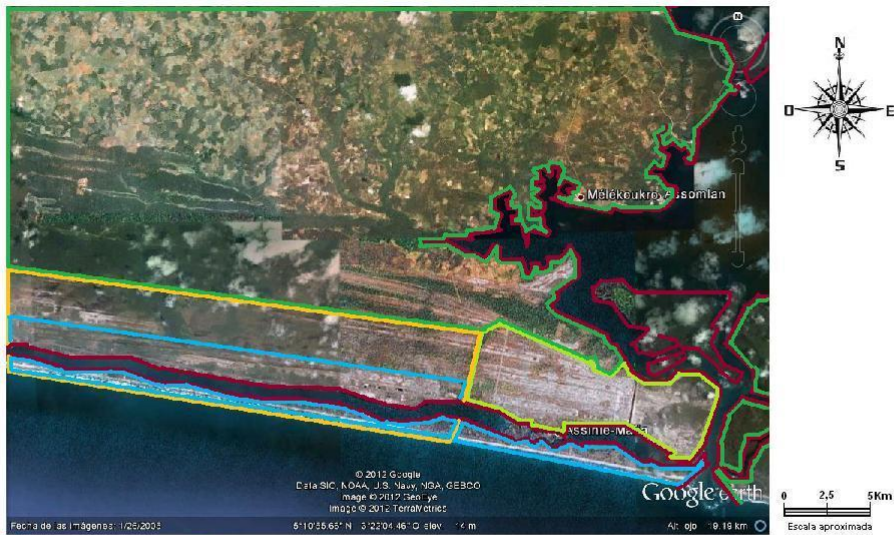 N
N
O E
S
Mélékoukro Assomlan
Assinie-Mafia
© 2012 Google
Data SIO, NOAA, U.S. Navy, NGA, GEBCO
Image © 2012 GeoEye
Image © 2012 TerraMetrics
Google earth
Fecha de las imágenes: 1/26/2005 5°10'55.65" N 3°22'04.46" O elev 14 m Alt. ojo 19.19 km
0 2,5 5Km
Escala aproximada